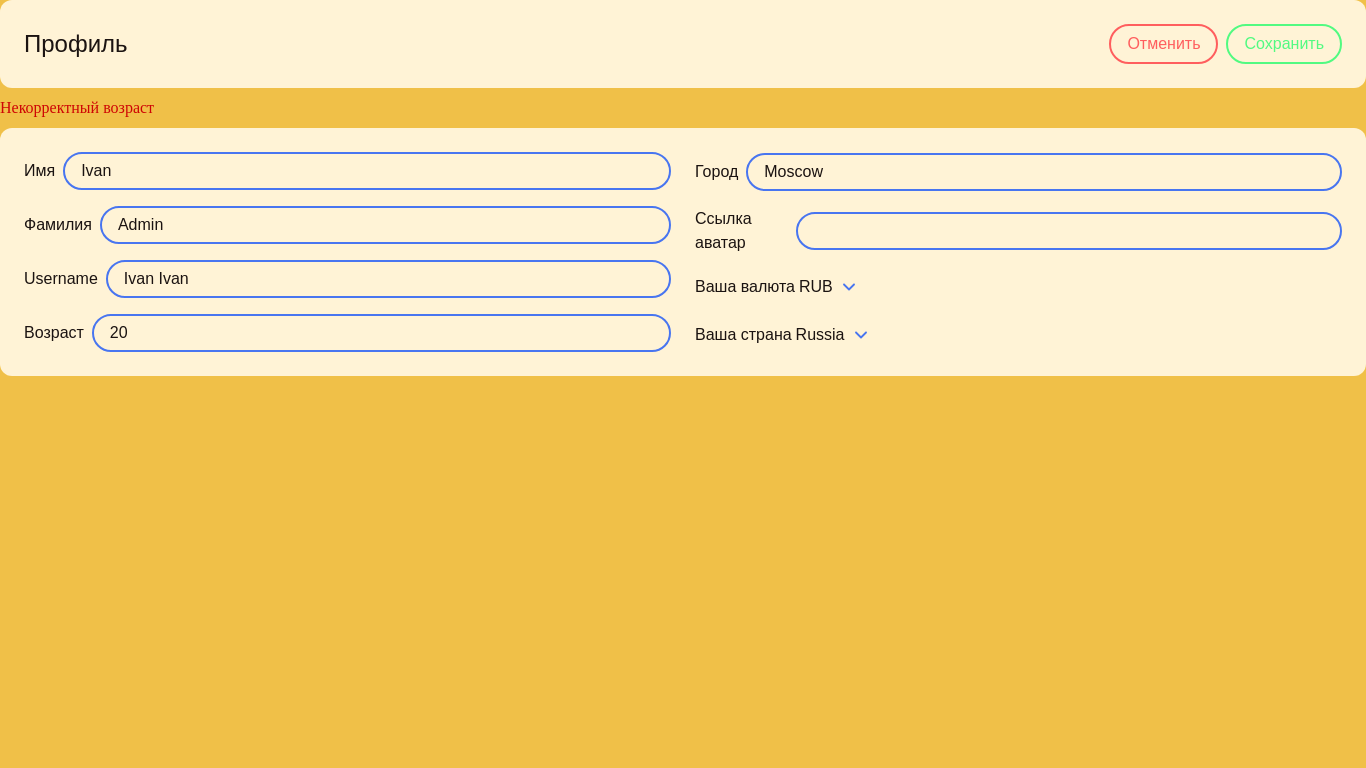 Профиль
Отменить
Сохранить
Некорректный возраст
Имя Ivan
Фамилия Admin
Username Ivan Ivan
Возраст 20
Город Moscow
Ссылка
аватар
Ваша валюта RUB
Ваша страна Russia